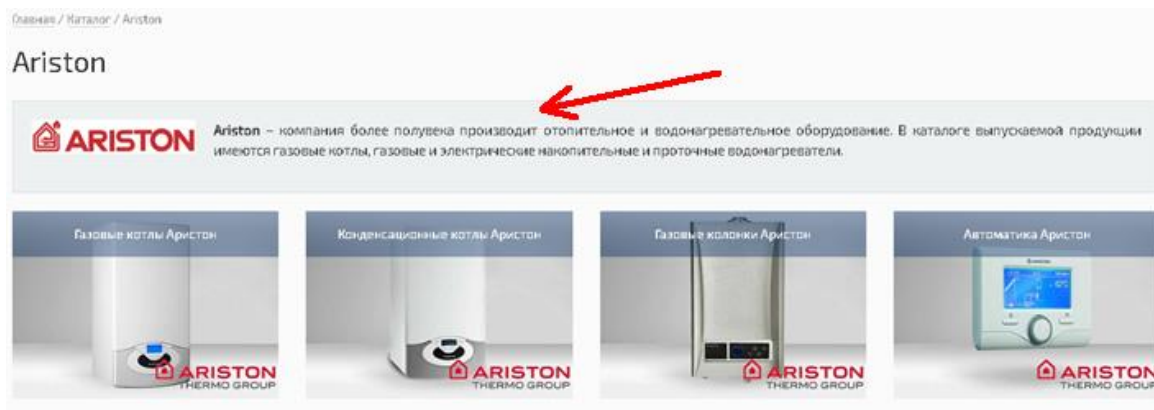 Главная / Каталог / Ariston
Ariston
ARISTON
Ariston – компания более полувека производит отопительное и водонагревательное оборудование. В каталоге выпускаемой продукции
имеются газовые котлы, газовые и электрические накопительные и проточные водонагреватели.
Газовые котлы Аристон
Конденсационные котлы Аристон
Газовые колонки Аристон
Автоматика Аристон
ARISTON
THERMO GROUP
ARISTON
THERMO GROUP
ARISTON
THERMO GROUP
ARISTON
THERMO GROUP